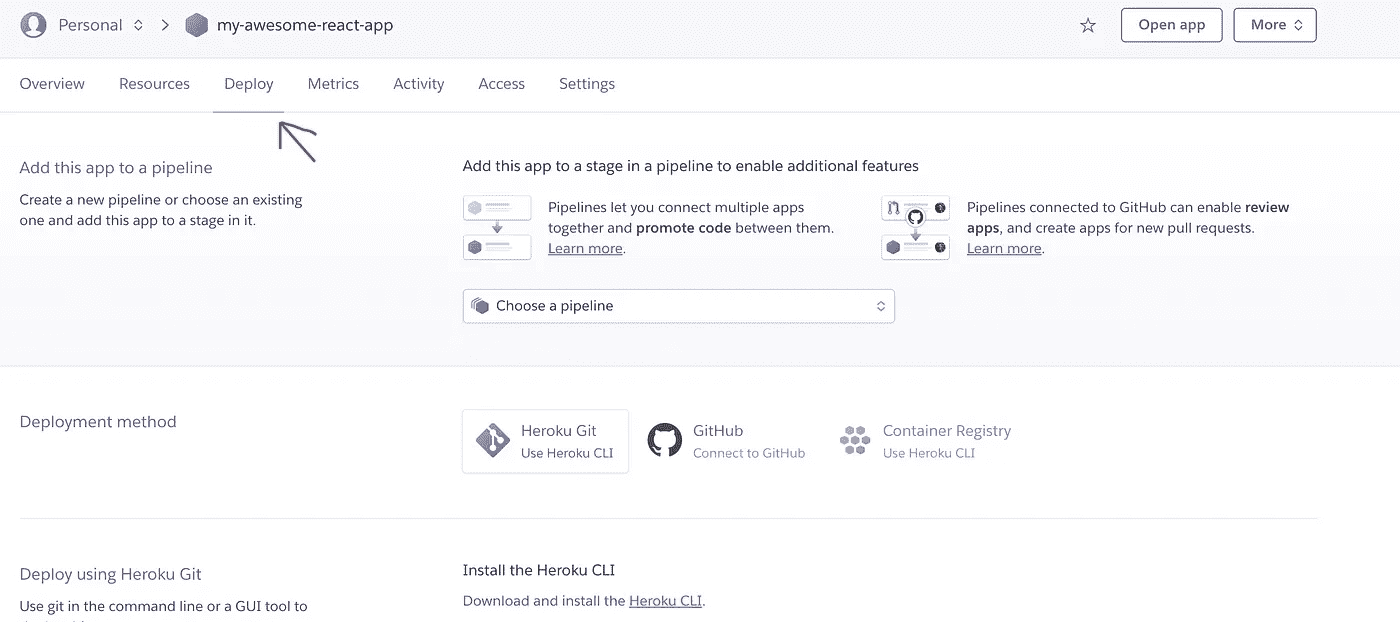 Personal
my-awesome-react-app
Open app
More
Overview
Resources
Deploy
Metrics
Activity
Access
Settings
Add this app to a pipeline
Create a new pipeline or choose an existing
one and add this app to a stage in it.
Add this app to a stage in a pipeline to enable additional features
Pipelines let you connect multiple apps
together and promote code between them.
Learn more.
Pipelines connected to GitHub can enable review
apps, and create apps for new pull requests.
Learn more.
Choose a pipeline
Deployment method
Heroku Git
Use Heroku CLI
GitHub
Connect to GitHub
Container Registry
Use Heroku CLI
Deploy using Heroku Git
Use git in the command line or a GUI tool to
Install the Heroku CLI
Download and install the Heroku CLI.